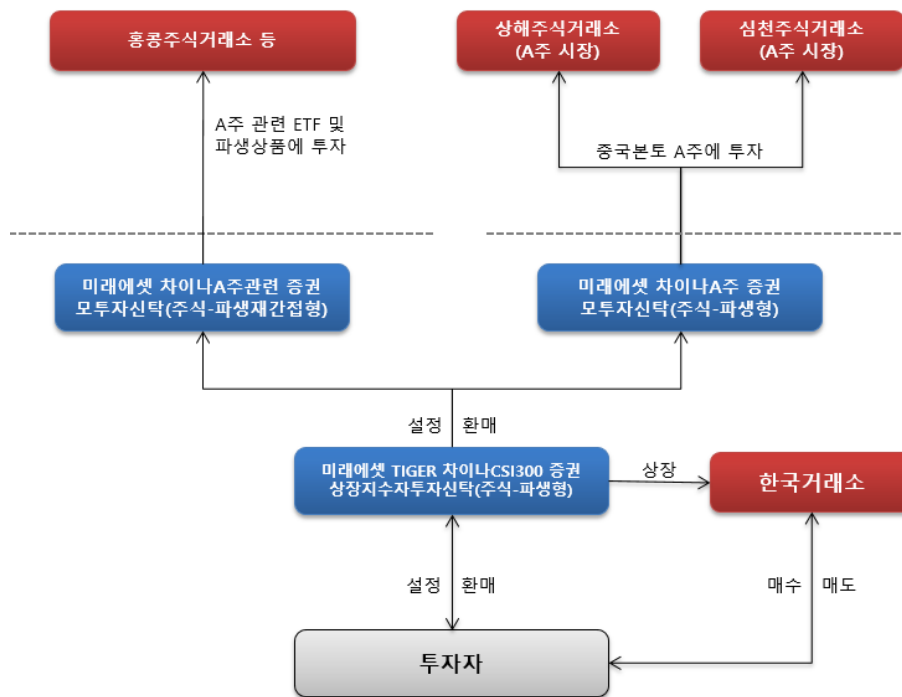 홍콩주식거래소 등
상해주식거래소
(A주 시장)
심천주식거래소
(A주 시장)
A주 관련 ETF 및
파생상품에 투자
중국본토 A주에 투자
미래에셋 차이나A주관련 증권
모투자신탁(주식-파생재간접형)
미래에셋 차이나A주 증권
모투자신탁(주식-파생형)
설정 환매
미래에셋 TIGER 차이나CSI300 증권
상장지수자투자신탁(주식-파생형)
상장
한국거래소
설정 환매
매수 매도
투자자